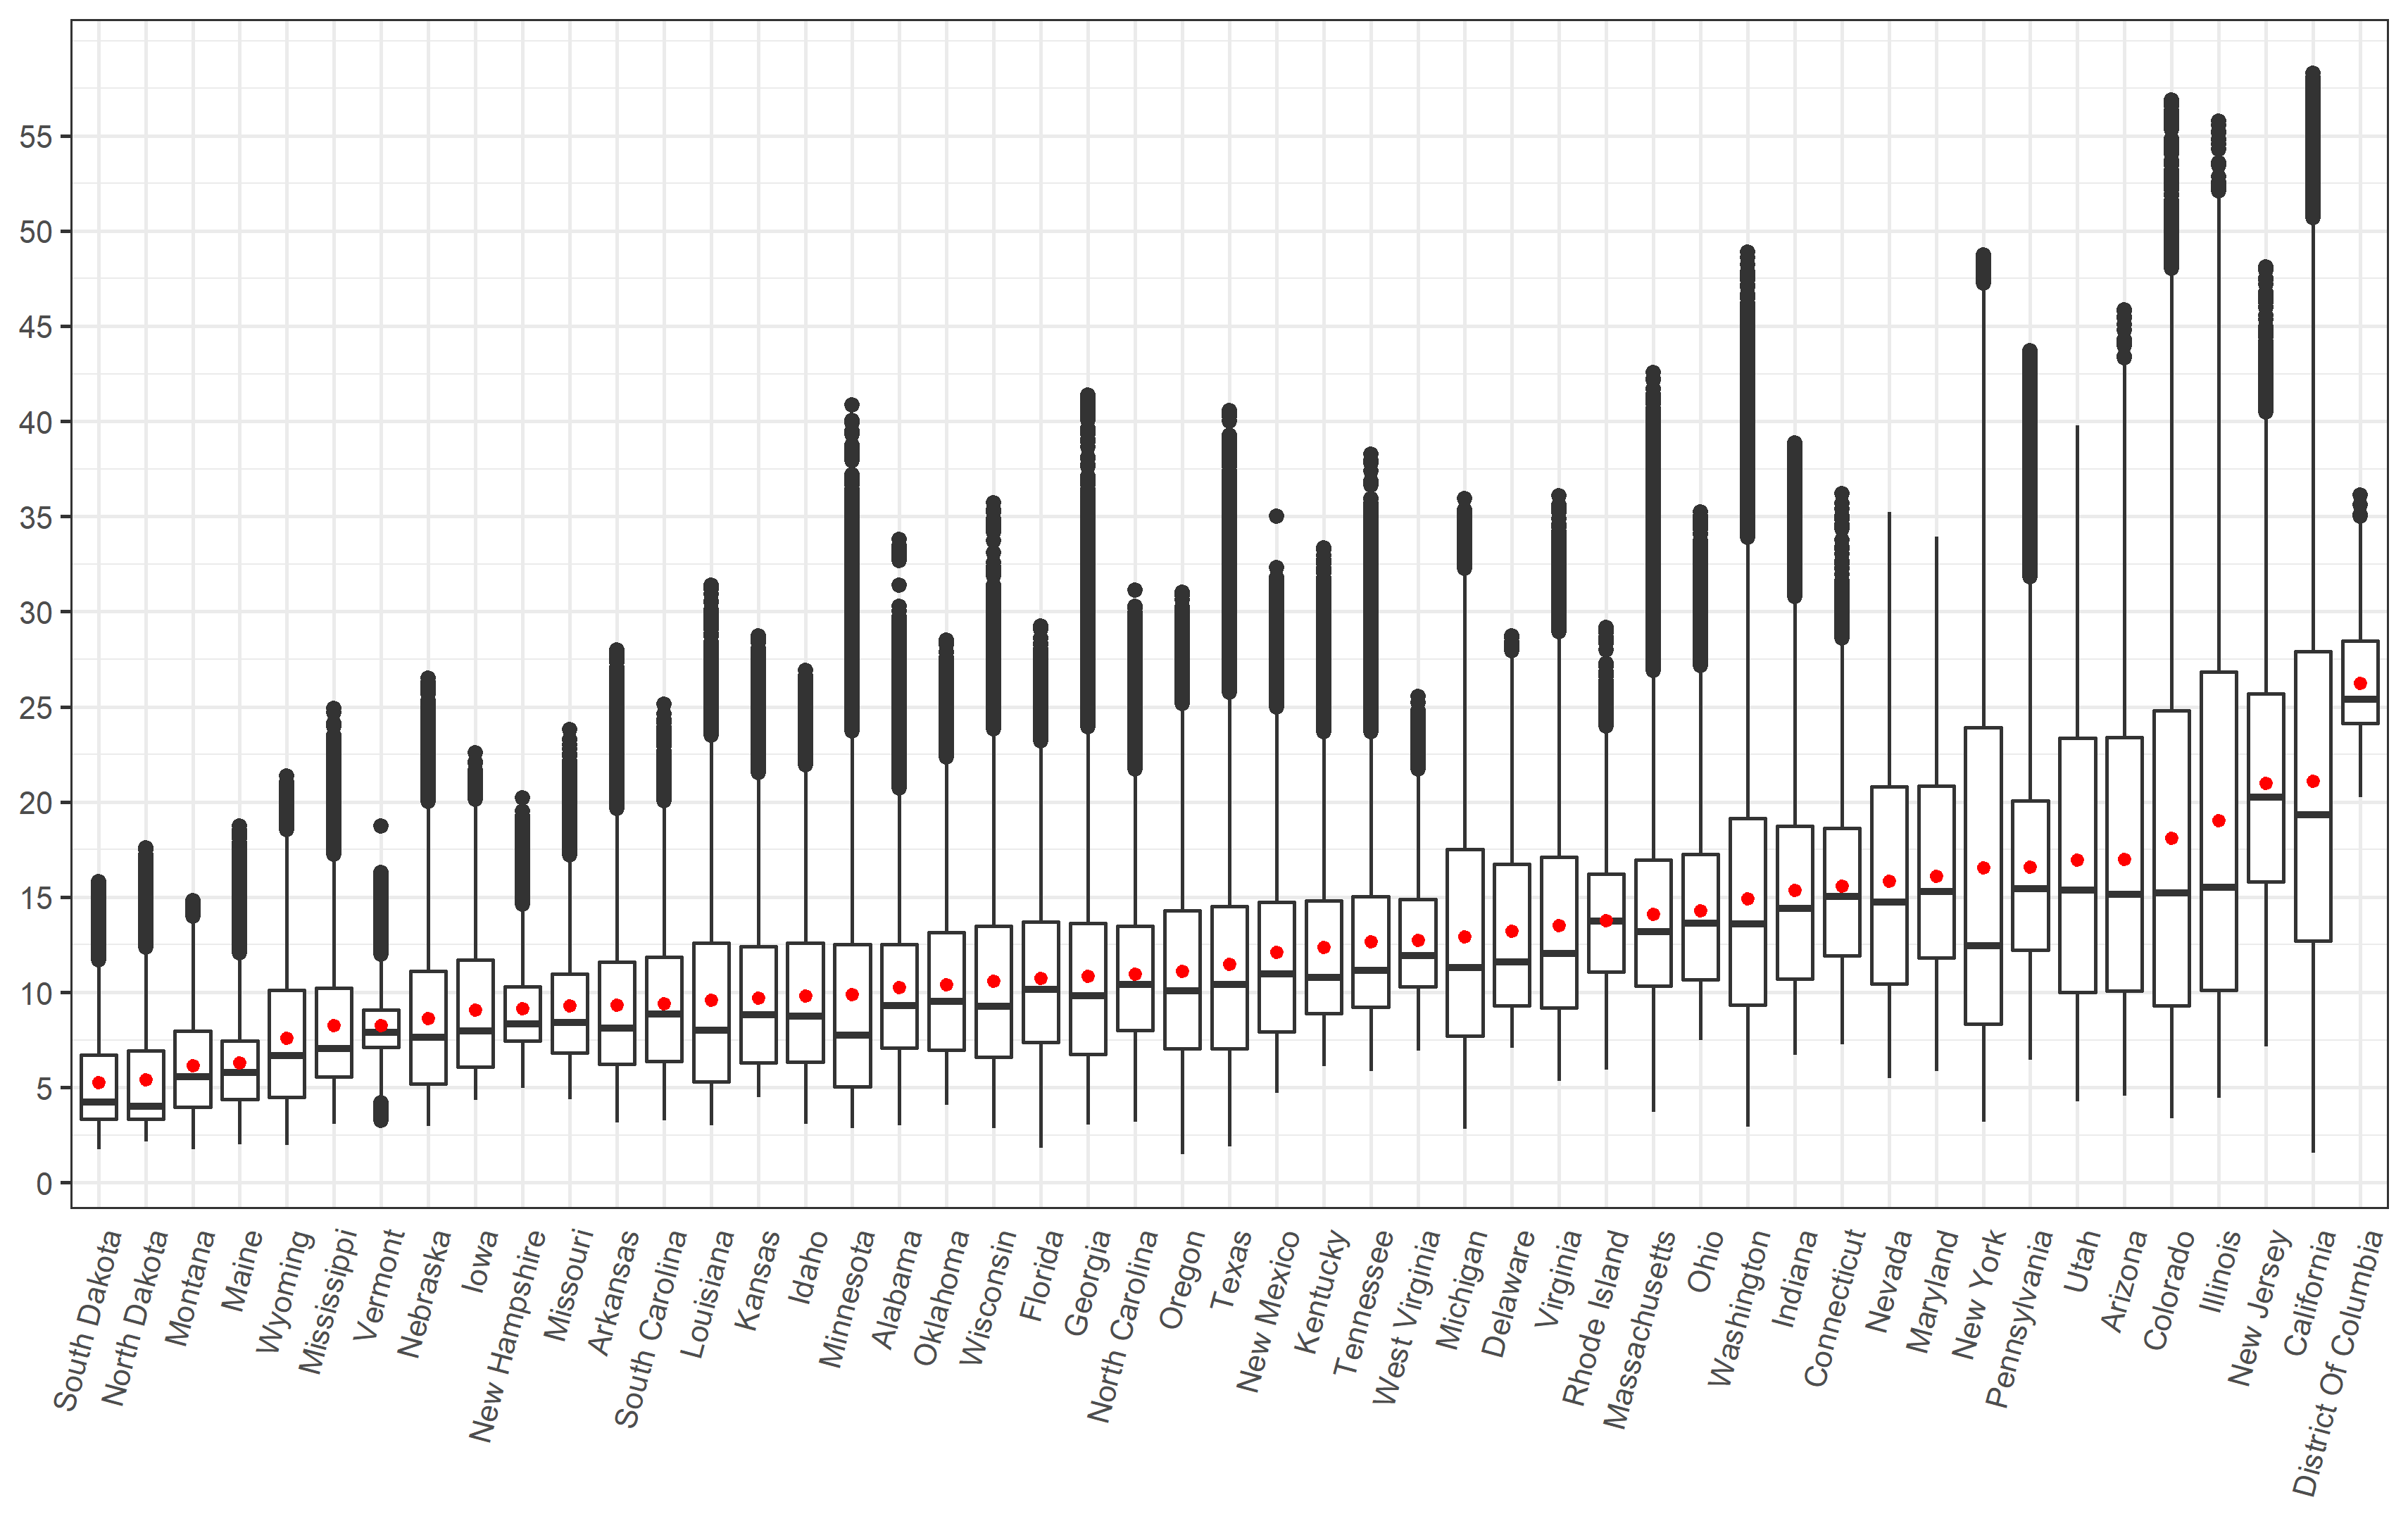 55
50
45
40
35
30
25
20
15
10
5
0
South Dakota
North Dakota
Montana
Maine
Wyoming
Mississippi
Vermont
Nebraska
Iowa
New Hampshire
Missouri
Arkansas
South Carolina
Louisiana
Kansas
Idaho
Minnesota
Alabama
Oklahoma
Wisconsin
Florida
Georgia
North Carolina
Oregon
Texas
New Mexico
Kentucky
Tennessee
West Virginia
Michigan
Delaware
Virginia
Rhode Island
Massachusetts
Ohio
Washington
Indiana
Connecticut
Nevada
Maryland
New York
Pennsylvania
Utah
Arizona
Colorado
Illinois
New Jersey
California
District Of Columbia